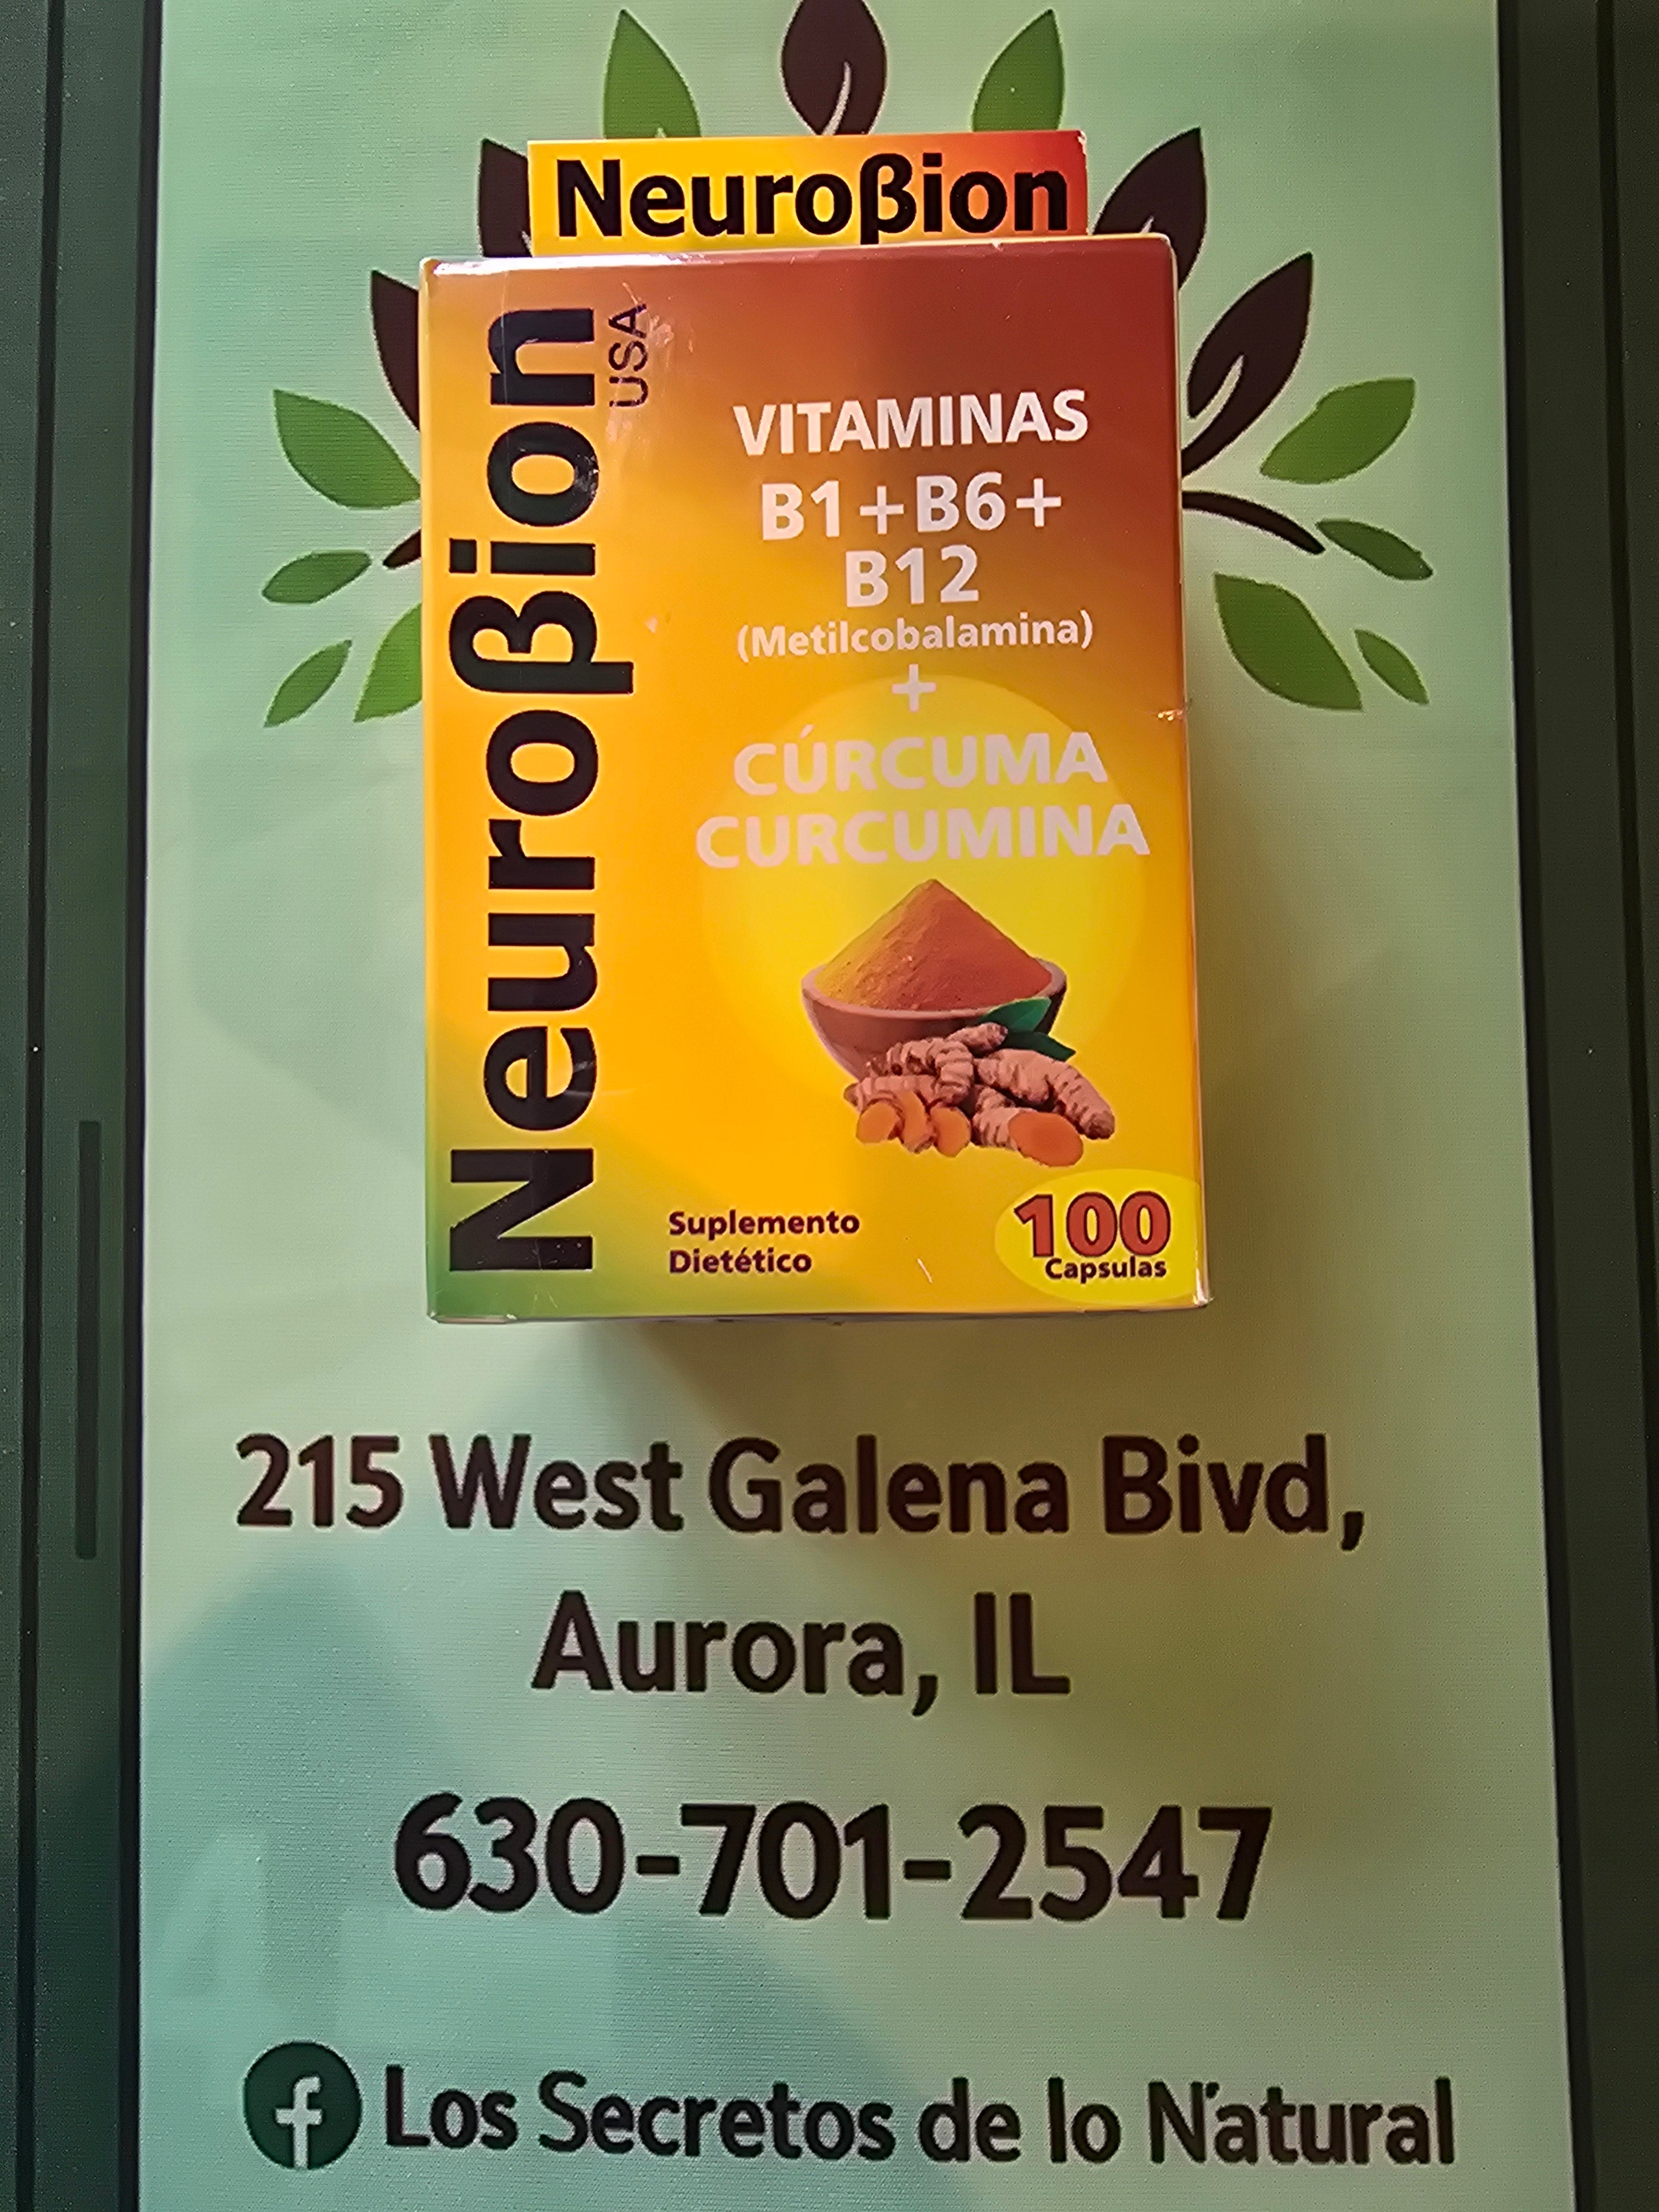 Neuroβion
Neuroβion
USA
VITAMINAS
B1+B6+
B12
(Metilcobalamina)
+
CÚRCUMA
CURCUMINA
Suplemento
Dietético
100
Capsulas
215 West Galena Bivd,
Aurora, IL
630-701-2547
f Los Secretos de lo Natural